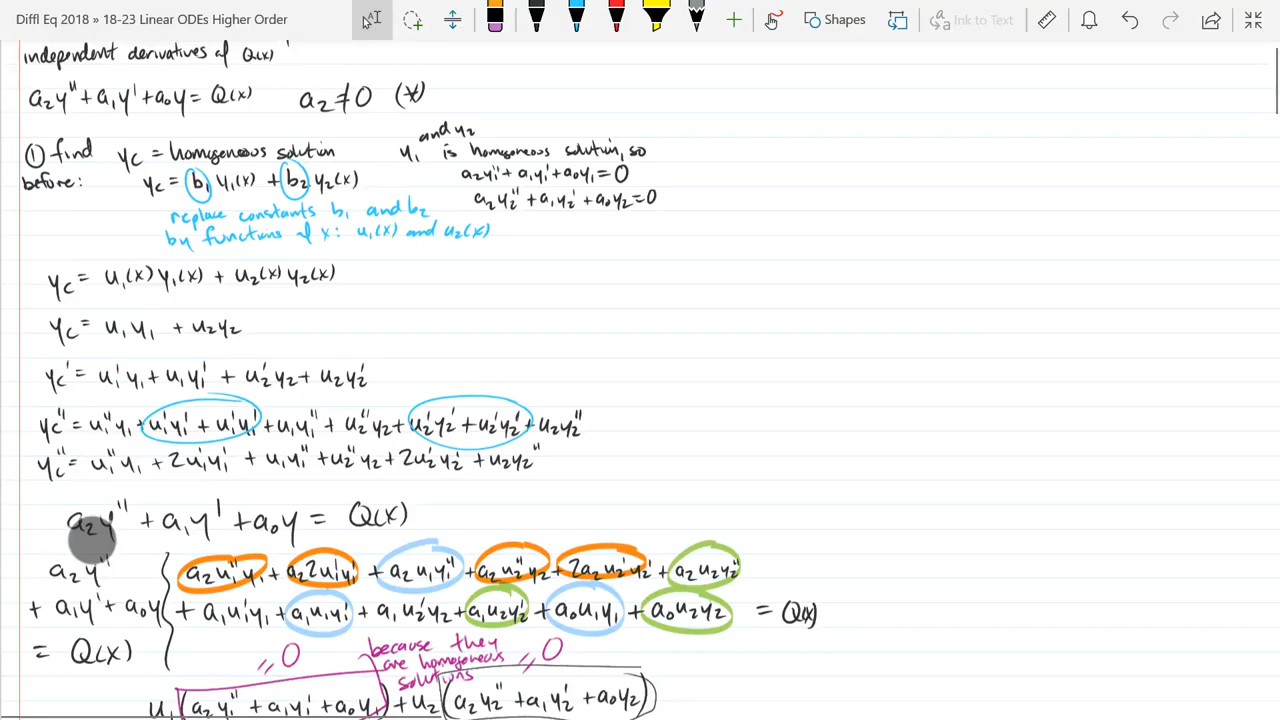 Diffl Eq 2018 » 18-23 Linear ODEs Higher Order
Shapes
Ink to Text
independent derivatives of Q(x)
a₂y'' + a₁y' + a₀y = Q(x)    a₂ ≠ 0 (*)
① find y_c = homogeneous solution
before: y_c = b₁ y₁(x) + b₂ y₂(x)
y₁ and y₂ is homogeneous solution, so
a₂y₁'' + a₁y₁' + a₀y₁ = 0
a₂y₂'' + a₁y₂' + a₀y₂ = 0
replace constants b₁ and b₂
by functions of x: u₁(x) and u₂(x)
y_c = u₁(x)y₁(x) + u₂(x)y₂(x)
y_c = u₁y₁ + u₂y₂
y_c' = u₁'y₁ + u₁y₁' + u₂'y₂ + u₂y₂'
y_c'' = u₁''y₁ + u₁'y₁' + u₁'y₁' + u₁y₁'' + u₂''y₂ + u₂'y₂' + u₂'y₂' + u₂y₂''
y_c'' = u₁''y₁ + 2u₁'y₁' + u₁y₁'' + u₂''y₂ + 2u₂'y₂' + u₂y₂''
a₂y'' + a₁y' + a₀y = Q(x)
a₂y'' { a₂u₁''y₁ + a₂2u₁'y₁' + a₂u₁y₁'' + a₂u₂''y₂ + 2a₂u₂'y₂' + a₂u₂y₂''
+ a₁y' + a₀y + a₁u₁'y₁ + a₁u₁y₁' + a₁u₂'y₂ + a₁u₂y₂' + a₀u₁y₁ + a₀u₂y₂ = Q(x)
= Q(x)
= 0 because they are homogeneous solutions = 0
u₁(a₂y₁'' + a₁y₁' + a₀y₁) + u₂(a₂y₂'' + a₁y₂' + a₀y₂)